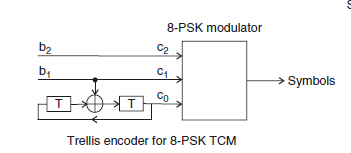 S
8-PSK modulator
b₂ c₂
b₁ c₁
T T c₀
Symbols
Trellis encoder for 8-PSK TCM